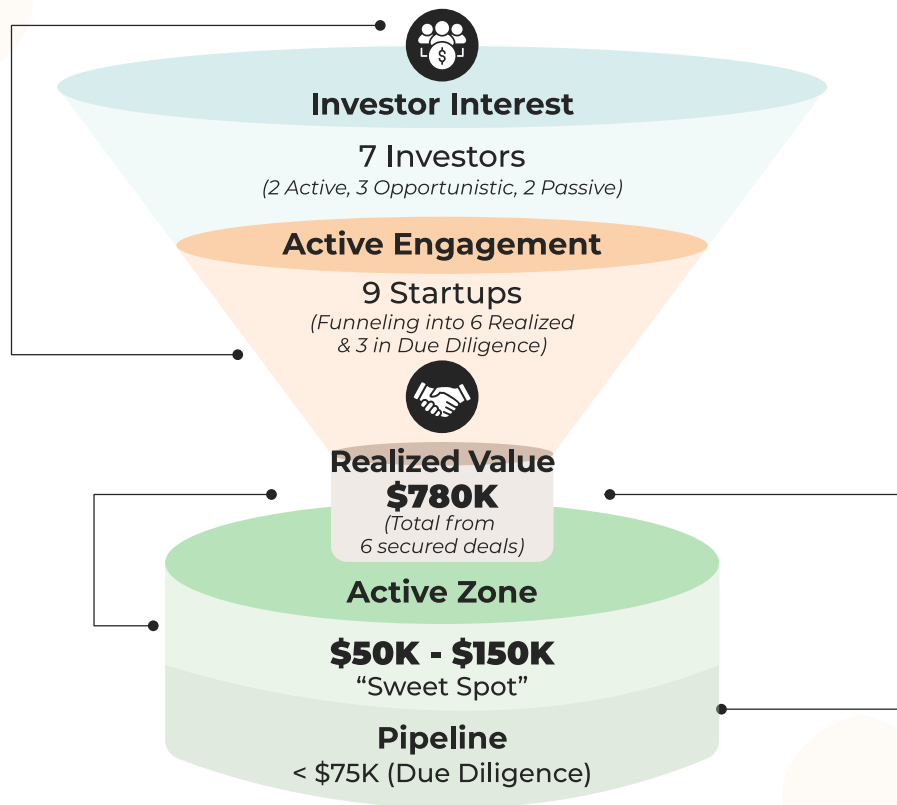 $
Investor Interest
7 Investors
(2 Active, 3 Opportunistic, 2 Passive)
Active Engagement
9 Startups
(Funneling into 6 Realized
& 3 in Due Diligence)
Realized Value
$780K
(Total from
6 secured deals)
Active Zone
$50K - $150K
“Sweet Spot”
Pipeline
< $75K (Due Diligence)